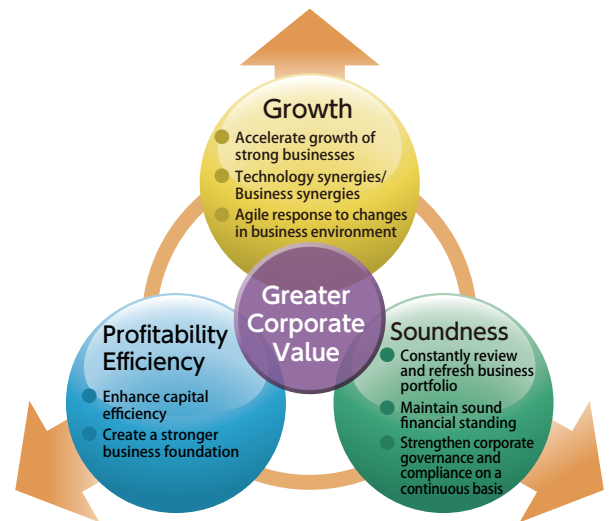 Growth
Accelerate growth of
strong businesses
Technology synergies/
Business synergies
Agile response to changes
in business environment
Greater
Corporate
Value
Profitability
Efficiency
Enhance capital
efficiency
Create a stronger
business foundation
Soundness
Constantly review
and refresh business
portfolio
Maintain sound
financial standing
Strengthen corporate
governance and
compliance on a
continuous basis